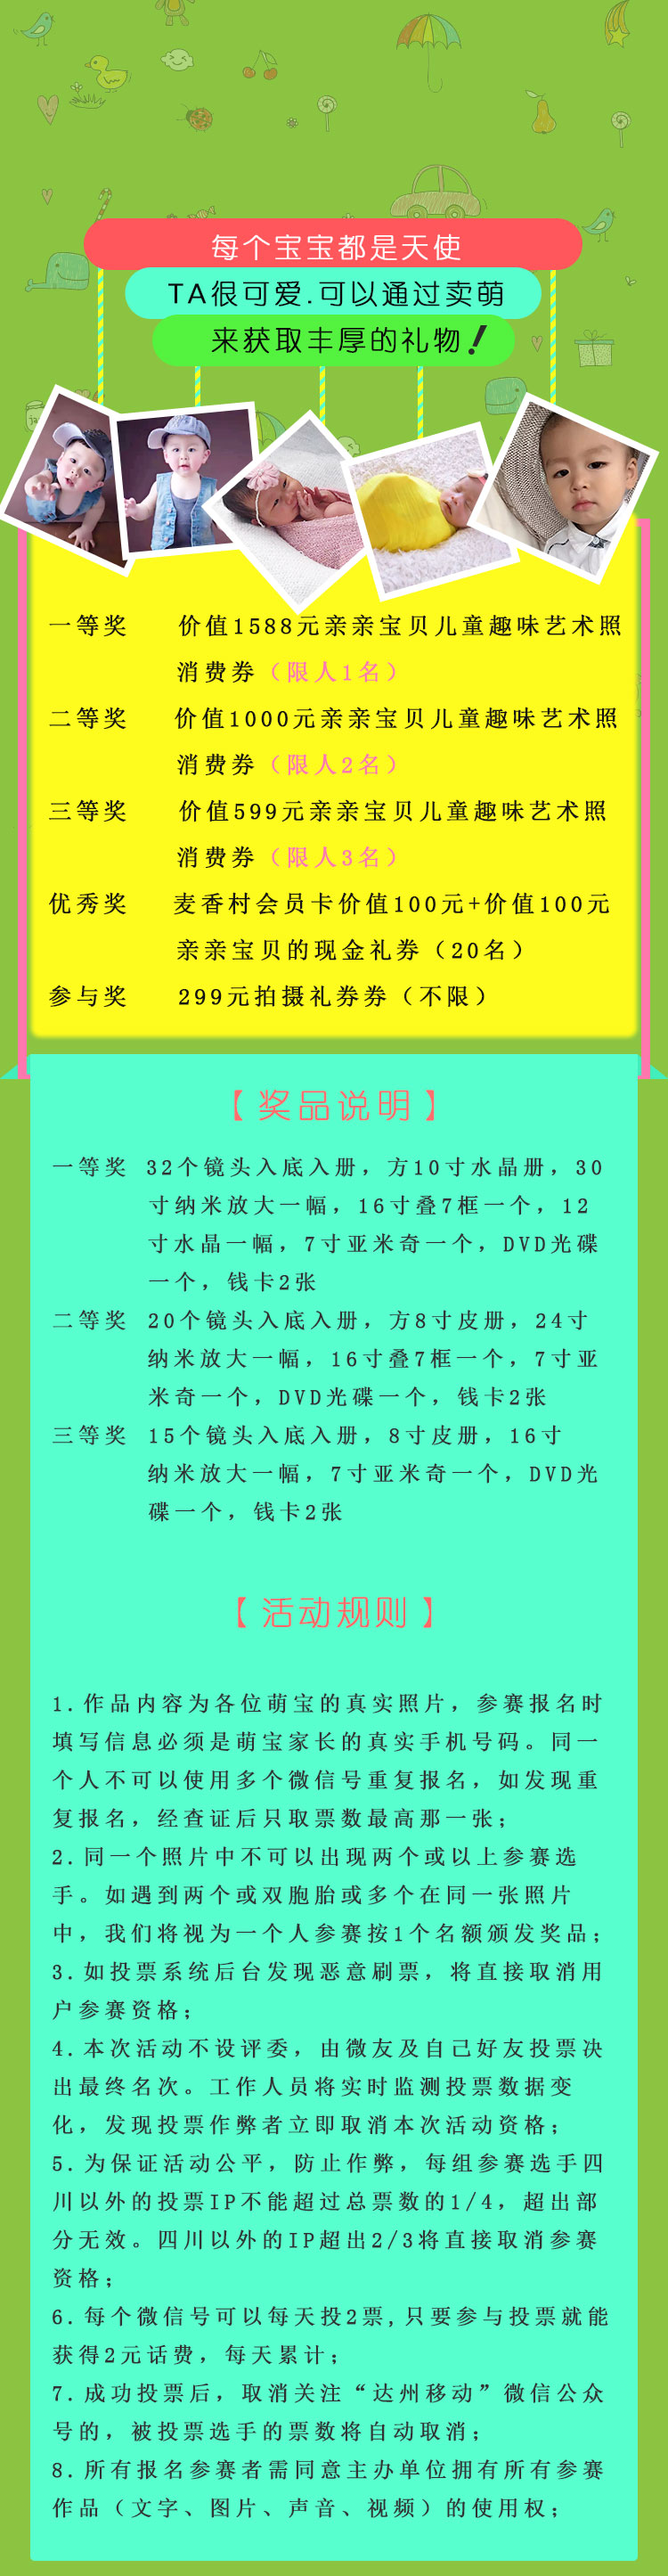 每个宝宝都是天使
TA很可爱.可以通过卖萌
来获取丰厚的礼物!
一等奖 价值1588元亲亲宝贝儿童趣味艺术照
消费券（限人1名）
二等奖 价值1000元亲亲宝贝儿童趣味艺术照
消费券（限人2名）
三等奖 价值599元亲亲宝贝儿童趣味艺术照
消费券（限人3名）
优秀奖 麦香村会员卡价值100元+价值100元
亲亲宝贝的现金礼券（20名）
参与奖 299元拍摄礼券券（不限）
【奖品说明】
一等奖 32个镜头入底入册，方10寸水晶册，30
寸纳米放大一幅，16寸叠7框一个，12
寸水晶一幅，7寸亚米奇一个，DVD光碟
一个，钱卡2张
二等奖 20个镜头入底入册，方8寸皮册，24寸
纳米放大一幅，16寸叠7框一个，7寸亚
米奇一个，DVD光碟一个，钱卡2张
三等奖 15个镜头入底入册，8寸皮册，16寸
纳米放大一幅，7寸亚米奇一个，DVD光
碟一个，钱卡2张
【活动规则】
1.作品内容为各位萌宝的真实照片，参赛报名时
填写信息必须是萌宝家长的真实手机号码。同一
个人不可以使用多个微信号重复报名，如发现重
复报名，经查证后只取票数最高那一张；
2.同一个照片中不可以出现两个或以上参赛选
手。如遇到两个或双胞胎或多个在同一张照片
中，我们将视为一个人参赛按1个名额颁发奖品；
3.如投票系统后台发现恶意刷票，将直接取消用
户参赛资格；
4.本次活动不设评委，由微友及自己好友投票决
出最终名次。工作人员将实时监测投票数据变
化，发现投票作弊者立即取消本次活动资格；
5.为保证活动公平，防止作弊，每组参赛选手四
川以外的投票IP不能超过总票数的1/4，超出部
分无效。四川以外的IP超出2/3将直接取消参赛
资格；
6.每个微信号可以每天投2票,只要参与投票就能
获得2元话费，每天累计；
7.成功投票后，取消关注“达州移动”微信公众
号的，被投票选手的票数将自动取消；
8.所有报名参赛者需同意主办单位拥有所有参赛
作品（文字、图片、声音、视频）的使用权；